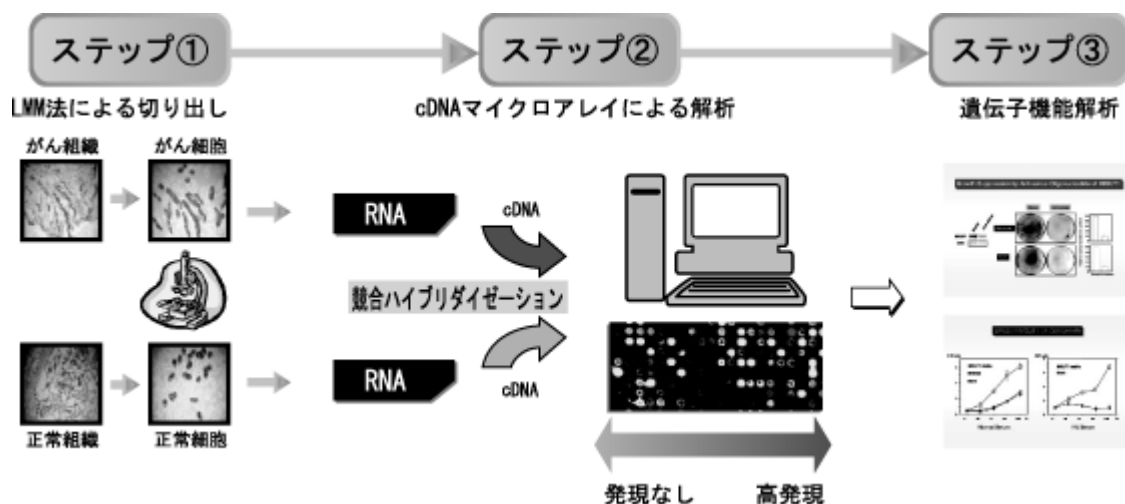 ステップ①
ステップ②
ステップ③
LMM法による切り出し
cDNAマイクロアレイによる解析
遺伝子機能解析
がん組織
がん細胞
RNA
cDNA
競合ハイブリダイゼーション
RNA
cDNA
正常組織
正常細胞
発現なし
高発現